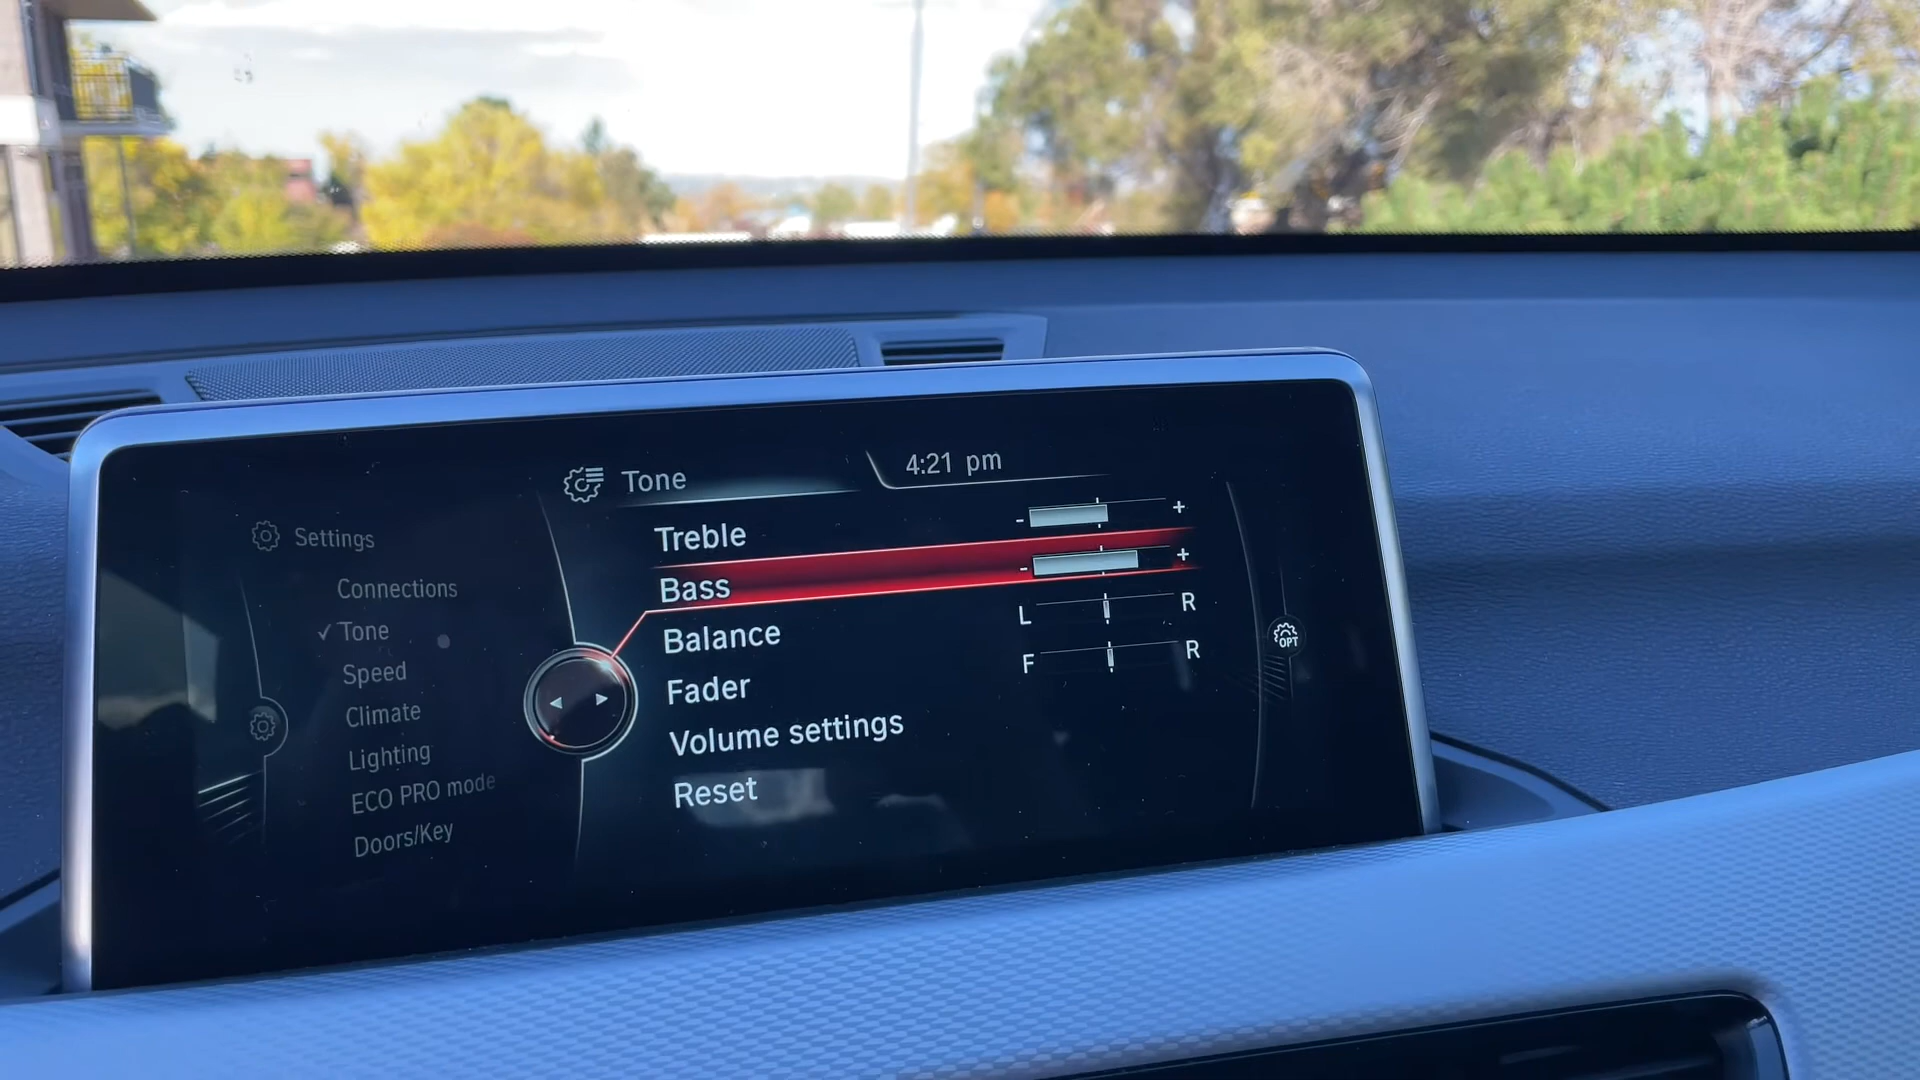 Tone
4:21 pm
Settings
Connections
✓ Tone
Speed
Climate
Lighting
ECO PRO mode
Doors/Key
Treble - +
Bass - +
Balance L R
Fader F R
Volume settings
Reset
OPT